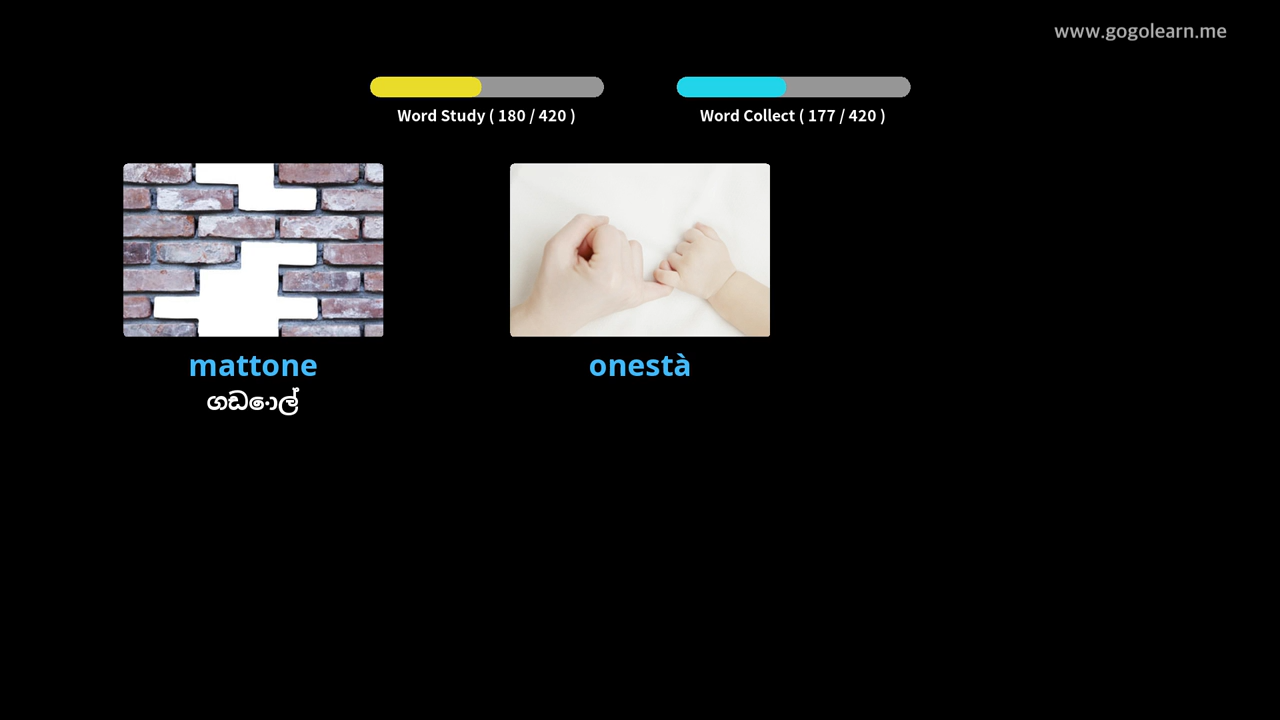 www.gogolearn.me
Word Study ( 180 / 420 )
Word Collect ( 177 / 420 )
mattone
onestà
ගඩොල්